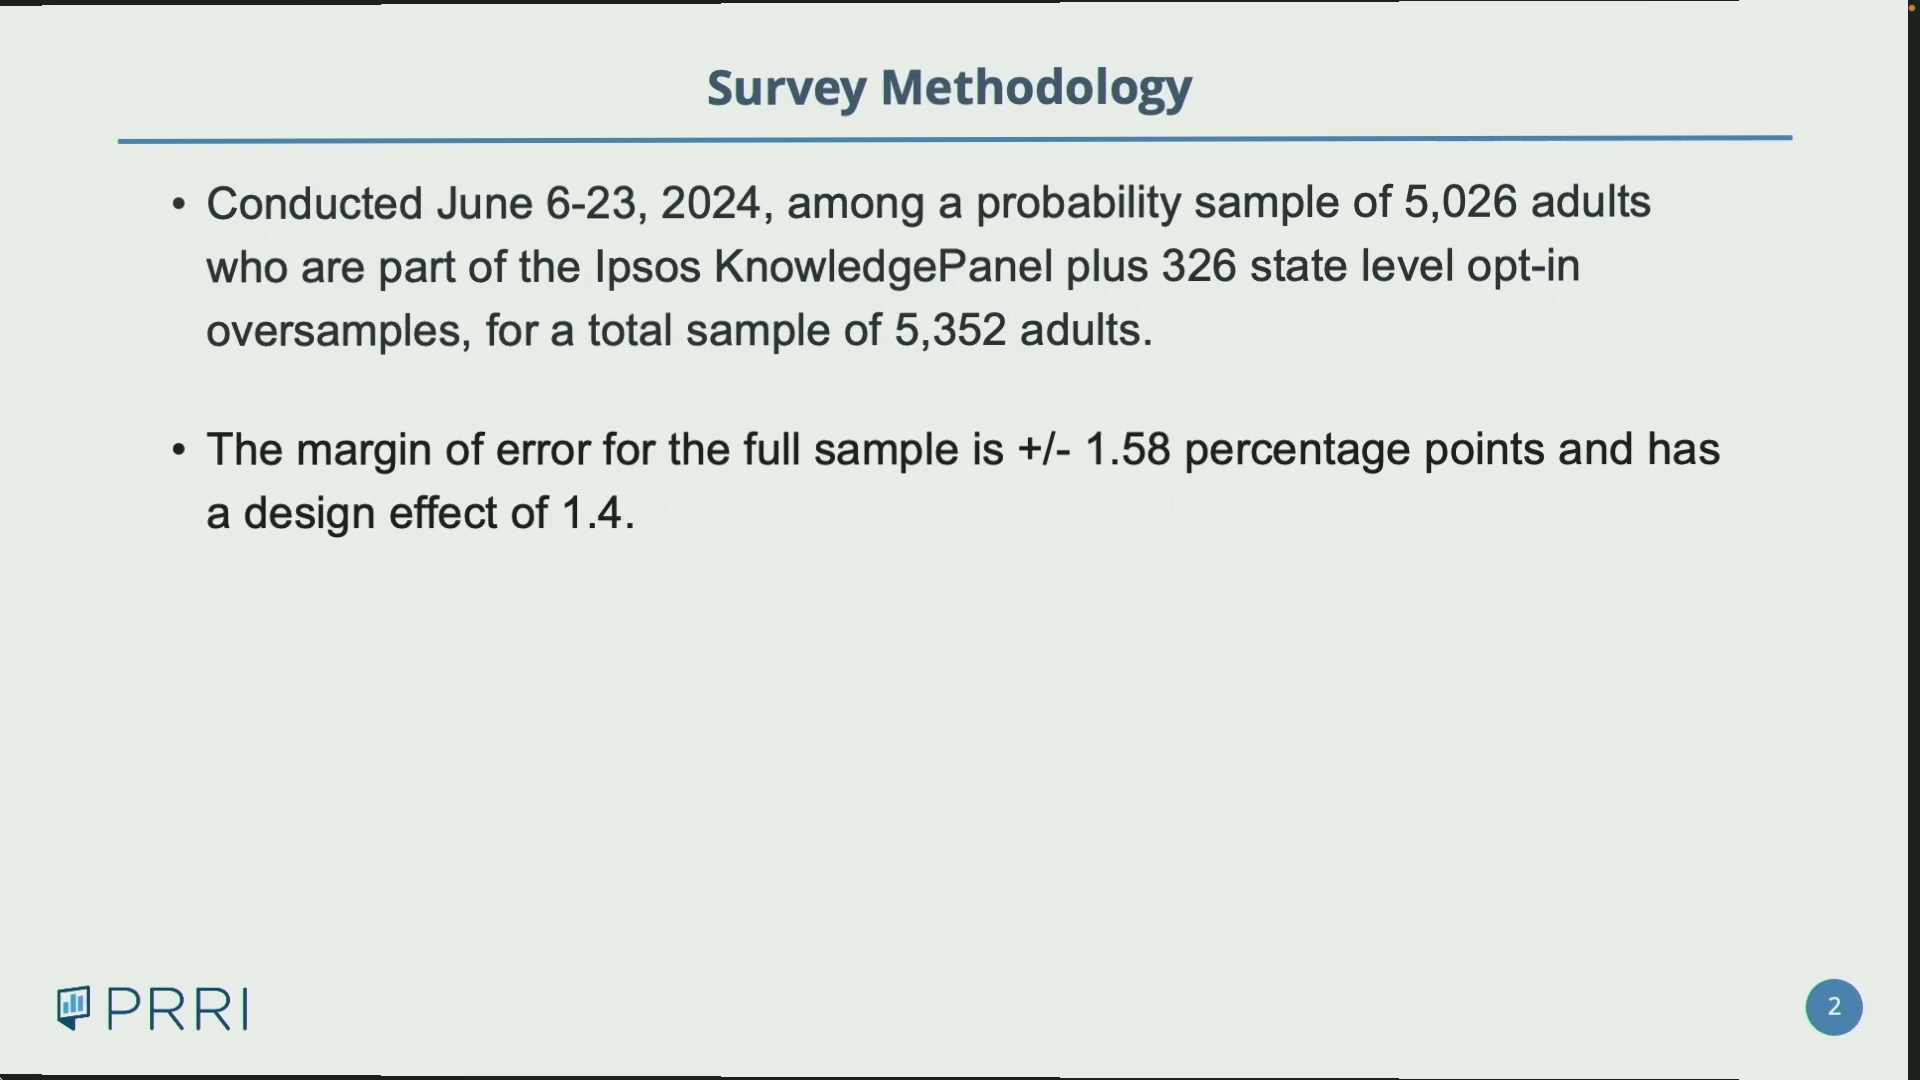 Survey Methodology
• Conducted June 6-23, 2024, among a probability sample of 5,026 adults
who are part of the Ipsos KnowledgePanel plus 326 state level opt-in
oversamples, for a total sample of 5,352 adults.
• The margin of error for the full sample is +/- 1.58 percentage points and has
a design effect of 1.4.
PRRI
2